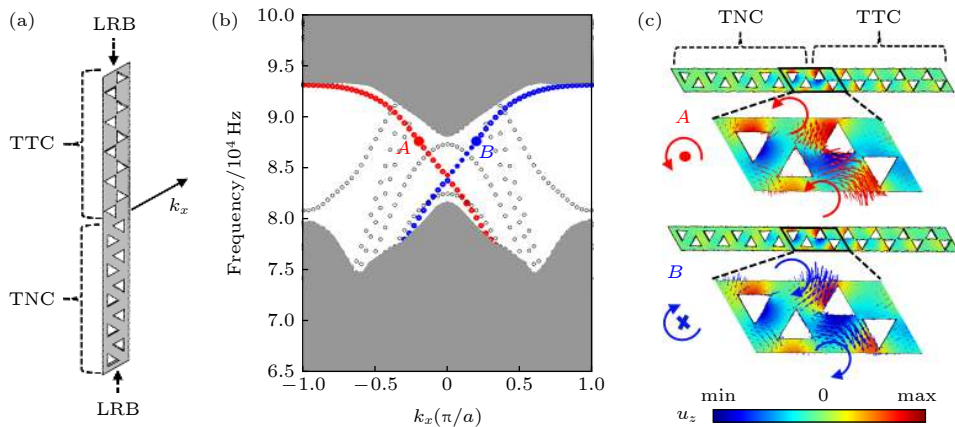 (a)
LRB
TTC
k_x
TNC
LRB
(b)
Frequency/10⁴ Hz
10.0
9.5
9.0
8.5
8.0
7.5
7.0
6.5
A
B
−1.0
−0.5
0
0.5
1.0
k_x(π/a)
(c)
TNC
TTC
A
B
min
0
max
u_z